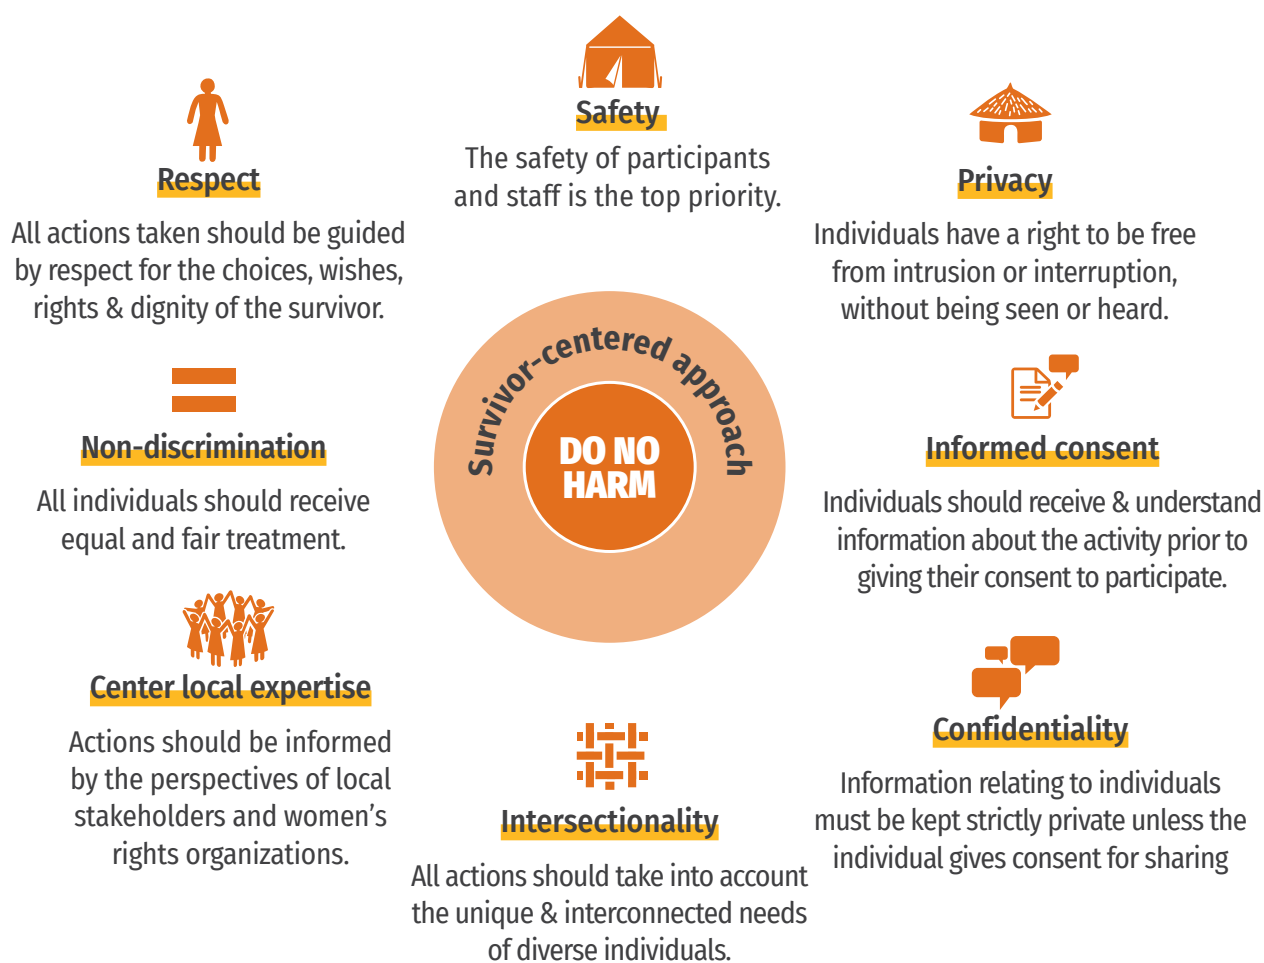 Safety
The safety of participants
and staff is the top priority.
Respect
All actions taken should be guided
by respect for the choices, wishes,
rights & dignity of the survivor.
Privacy
Individuals have a right to be free
from intrusion or interruption,
without being seen or heard.
Survivor-centered approach
DO NO
HARM
Non-discrimination
All individuals should receive
equal and fair treatment.
Informed consent
Individuals should receive & understand
information about the activity prior to
giving their consent to participate.
Center local expertise
Actions should be informed
by the perspectives of local
stakeholders and women’s
rights organizations.
Confidentiality
Information relating to individuals
must be kept strictly private unless the
individual gives consent for sharing
Intersectionality
All actions should take into account
the unique & interconnected needs
of diverse individuals.